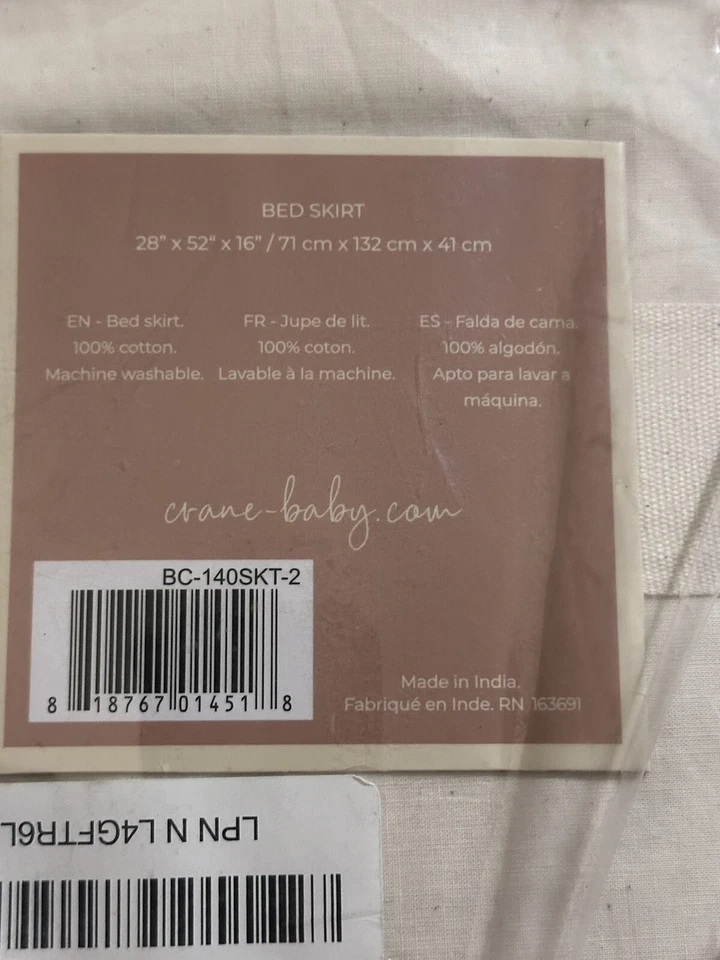 BED SKIRT
28” x 52“ x 16” / 71 cm x 132 cm x 41 cm
EN - Bed skirt.
100% cotton.
Machine washable.
FR - Jupe de lit.
100% coton.
Lavable à la machine.
ES - Falda de cama.
100% algodón.
Apto para lavar a
máquina.
crane-baby.com
BC-140SKT-2
8 18767 01451 8
Made in India.
Fabriqué en Inde. RN 163691
LPN N L4GFTR6L